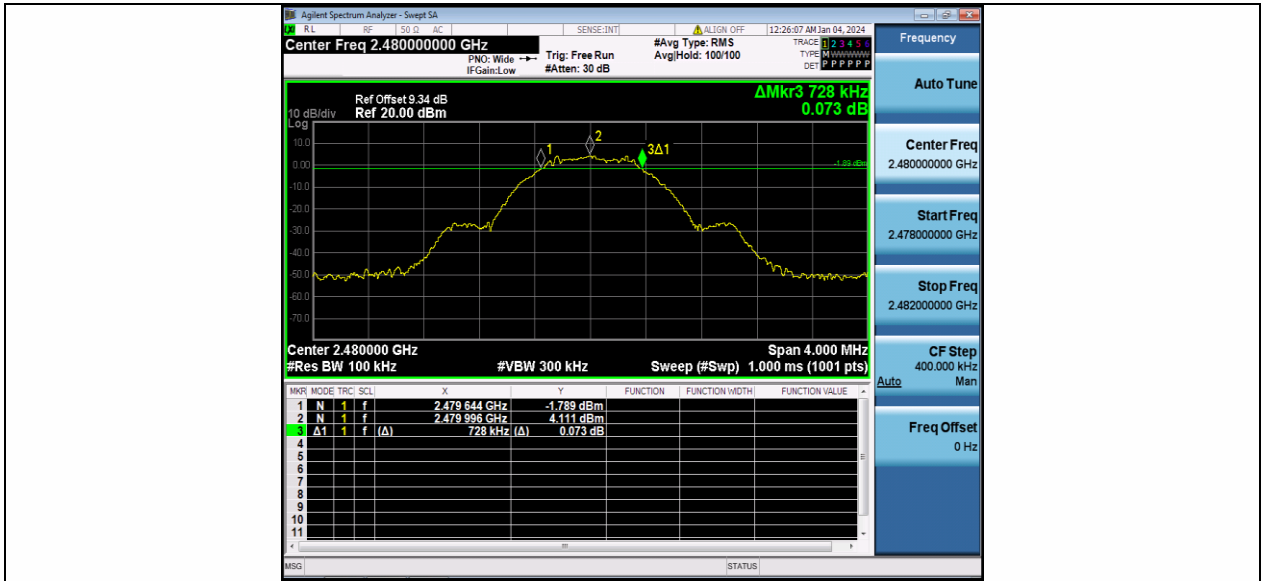 Agilent Spectrum Analyzer - Swept SA
RL RF 50 Ω AC SENSE:INT ALIGN OFF 12:26:07 AM Jan 04, 2024
Center Freq 2.480000000 GHz
PNO: Wide
IFGain:Low
Trig: Free Run
#Atten: 30 dB
#Avg Type: RMS
Avg|Hold: 100/100
TRACE 1 2 3 4 5 6
TYPE M W W W W W
DET P P P P P P
Ref Offset 9.34 dB
10 dB/div Ref 20.00 dBm
Log
ΔMkr3 728 kHz
0.073 dB
10.0
0.00
-10.0
-20.0
-30.0
-40.0
-50.0
-60.0
-70.0
1
2
3Δ1
-1.89 dBm
Center 2.480000 GHz Span 4.000 MHz
#Res BW 100 kHz #VBW 300 kHz Sweep (#Swp) 1.000 ms (1001 pts)
MKR MODE TRC SCL X Y FUNCTION FUNCTION WIDTH FUNCTION VALUE
1 N 1 f 2.479 644 GHz -1.789 dBm
2 N 1 f 2.479 996 GHz 4.111 dBm
3 Δ1 1 f (Δ) 728 kHz (Δ) 0.073 dB
4
5
6
7
8
9
10
11
MSG STATUS
Frequency
Auto Tune
Center Freq
2.480000000 GHz
Start Freq
2.478000000 GHz
Stop Freq
2.482000000 GHz
CF Step
400.000 kHz
Auto Man
Freq Offset
0 Hz